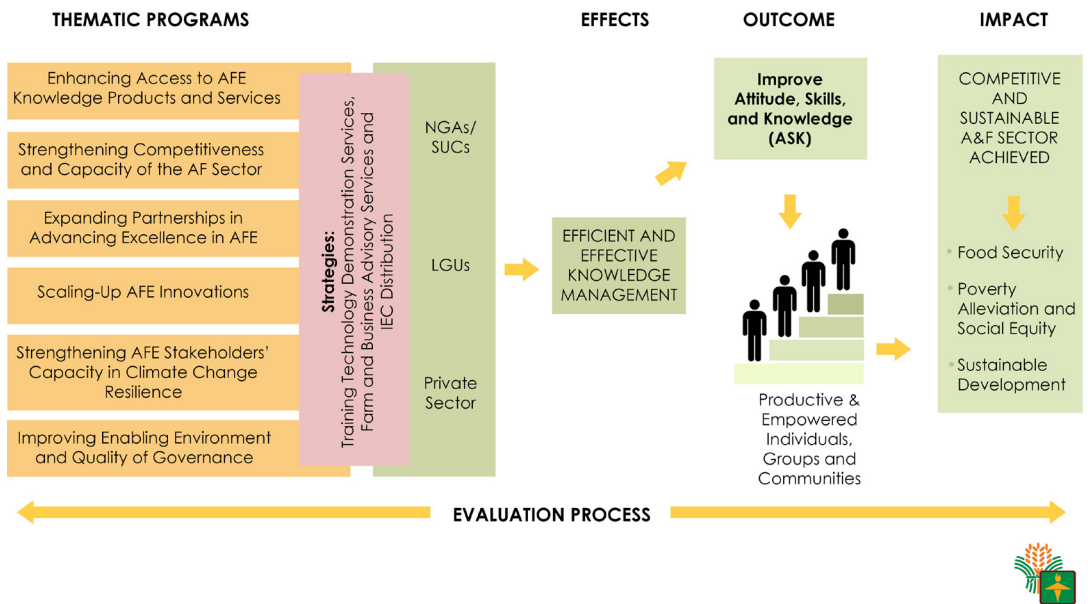 THEMATIC PROGRAMS
EFFECTS
OUTCOME
IMPACT
Enhancing Access to AFE
Knowledge Products and Services
Strengthening Competitiveness
and Capacity of the AF Sector
Expanding Partnerships in
Advancing Excellence in AFE
Scaling-Up AFE Innovations
Strengthening AFE Stakeholders’
Capacity in Climate Change
Resilience
Improving Enabling Environment
and Quality of Governance
Strategies:
Training Technology Demonstration Services,
Farm and Business Advisory Services and
IEC Distribution
NGAs/
SUCs
LGUs
Private
Sector
EFFICIENT AND
EFFECTIVE
KNOWLEDGE
MANAGEMENT
Improve
Attitude, Skills,
and Knowledge
(ASK)
Productive &
Empowered
Individuals,
Groups and
Communities
COMPETITIVE
AND
SUSTAINABLE
A&F SECTOR
ACHIEVED
• Food Security
• Poverty
Alleviation and
Social Equity
• Sustainable
Development
EVALUATION PROCESS